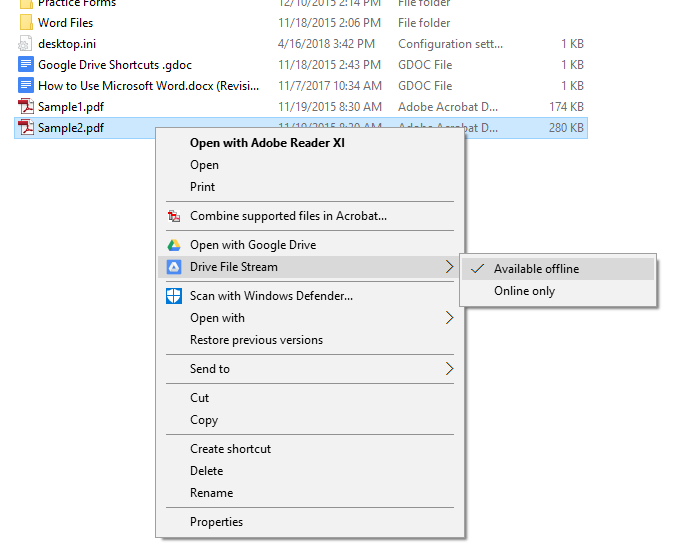 Practice Forms 12/10/2015 2:14 PM File folder
Word Files 11/18/2015 2:06 PM File folder
desktop.ini 4/16/2018 3:42 PM Configuration sett... 1 KB
Google Drive Shortcuts .gdoc 11/18/2015 2:43 PM GDOC File 1 KB
How to Use Microsoft Word.docx (Revisi... 11/7/2017 10:34 AM GDOC File 1 KB
Sample1.pdf 11/19/2015 8:30 AM Adobe Acrobat D... 174 KB
Sample2.pdf 11/19/2015 8:30 AM Adobe Acrobat D... 280 KB
Open with Adobe Reader XI
Open
Print
Combine supported files in Acrobat...
Open with Google Drive
Drive File Stream
Available offline
Online only
Scan with Windows Defender...
Open with
Restore previous versions
Send to
Cut
Copy
Create shortcut
Delete
Rename
Properties